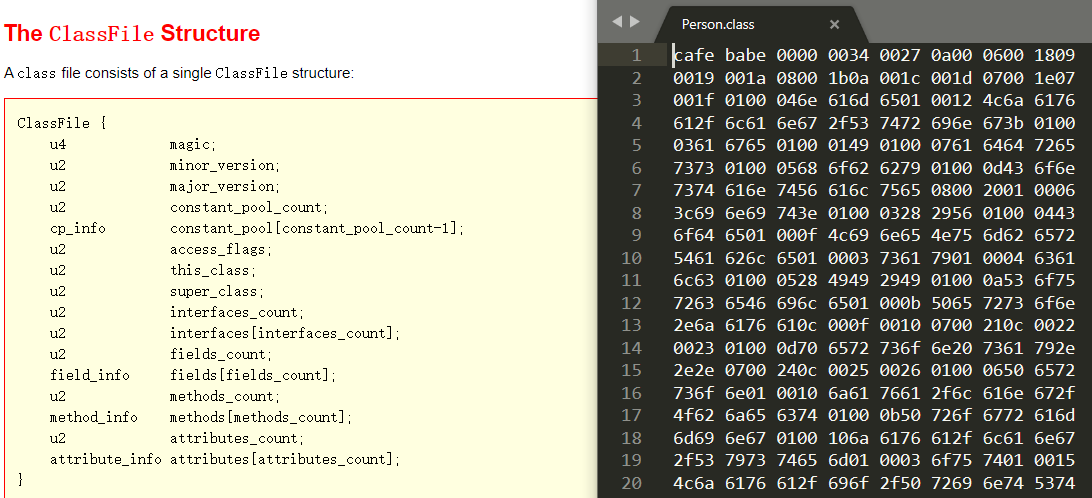 The ClassFile Structure
A class file consists of a single ClassFile structure:
ClassFile {
u4 magic;
u2 minor_version;
u2 major_version;
u2 constant_pool_count;
cp_info constant_pool[constant_pool_count-1];
u2 access_flags;
u2 this_class;
u2 super_class;
u2 interfaces_count;
u2 interfaces[interfaces_count];
u2 fields_count;
field_info fields[fields_count];
u2 methods_count;
method_info methods[methods_count];
u2 attributes_count;
attribute_info attributes[attributes_count];
}
Person.class ×
1 cafe babe 0000 0034 0027 0a00 0600 1809
2 0019 001a 0800 1b0a 001c 001d 0700 1e07
3 001f 0100 046e 616d 6501 0012 4c6a 6176
4 612f 6c61 6e67 2f53 7472 696e 673b 0100
5 0361 6765 0100 0149 0100 0761 6464 7265
6 7373 0100 0568 6f62 6279 0100 0d43 6f6e
7 7374 616e 7456 616c 7565 0800 2001 0006
8 3c69 6e69 743e 0100 0328 2956 0100 0443
9 6f64 6501 000f 4c69 6e65 4e75 6d62 6572
10 5461 626c 6501 0003 7361 7901 0004 6361
11 6c63 0100 0528 4949 2949 0100 0a53 6f75
12 7263 6546 696c 6501 000b 5065 7273 6f6e
13 2e6a 6176 610c 000f 0010 0700 210c 0022
14 0023 0100 0d70 6572 736f 6e20 7361 792e
15 2e2e 0700 240c 0025 0026 0100 0650 6572
16 736f 6e01 0010 6a61 7661 2f6c 616e 672f
17 4f62 6a65 6374 0100 0b50 726f 6772 616d
18 6d69 6e67 0100 106a 6176 612f 6c61 6e67
19 2f53 7973 7465 6d01 0003 6f75 7401 0015
20 4c6a 6176 612f 696f 2f50 7269 6e74 5374